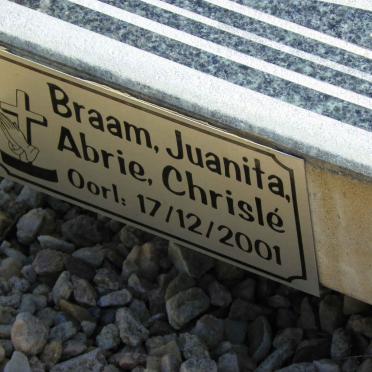 Braam, Juanita,
Abrie, Chrislé
Oorl: 17/12/2001